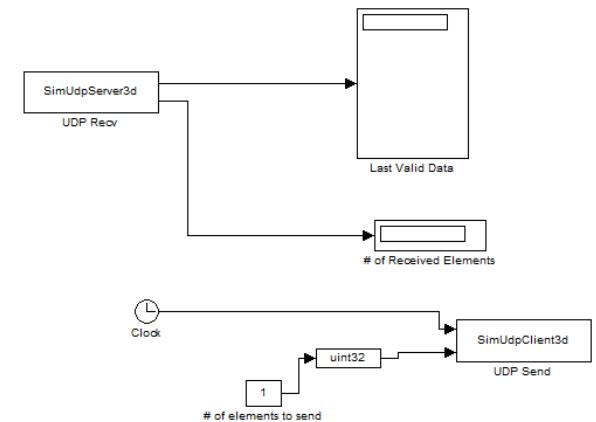 SimUdpServer3d
UDP Recv
Last Valid Data
# of Received Elements
Clock
SimUdpClient3d
UDP Send
uint32
1
# of elements to send